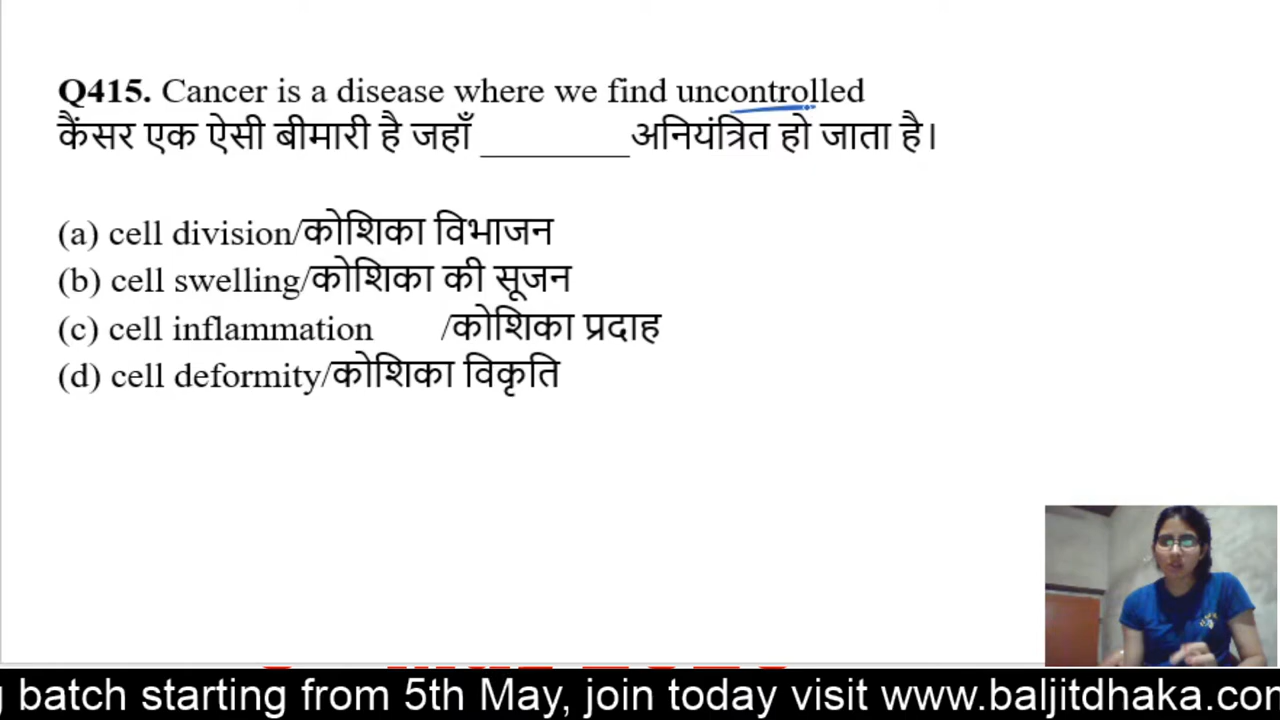 Q415. Cancer is a disease where we find uncontrolled
कैंसर एक ऐसी बीमारी है जहाँ ________ अनियंत्रित हो जाता है।
(a) cell division/कोशिका विभाजन
(b) cell swelling/कोशिका की सूजन
(c) cell inflammation /कोशिका प्रदाह
(d) cell deformity/कोशिका विकृति
batch starting from 5th May, join today visit www.baljitdhaka.com